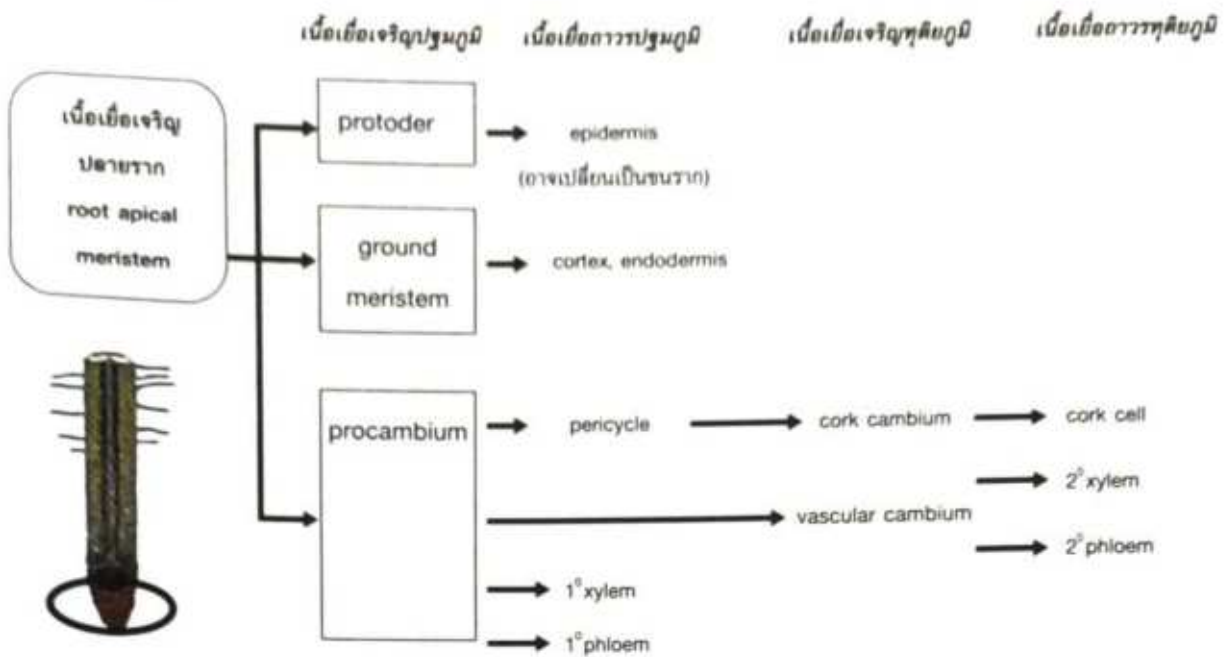 เนื้อเยื่อเจริญปฐมภูมิ
เนื้อเยื่อถาวรปฐมภูมิ
เนื้อเยื่อเจริญทุติยภูมิ
เนื้อเยื่อถาวรทุติยภูมิ
เนื้อเยื่อเจริญ
ปลายราก
root apical
meristem
protoder
epidermis
(อาจเปลี่ยนเป็นขนราก)
ground
meristem
cortex, endodermis
procambium
pericycle
cork cambium
cork cell
2⁰ xylem
vascular cambium
2⁰ phloem
1⁰ xylem
1⁰ phloem